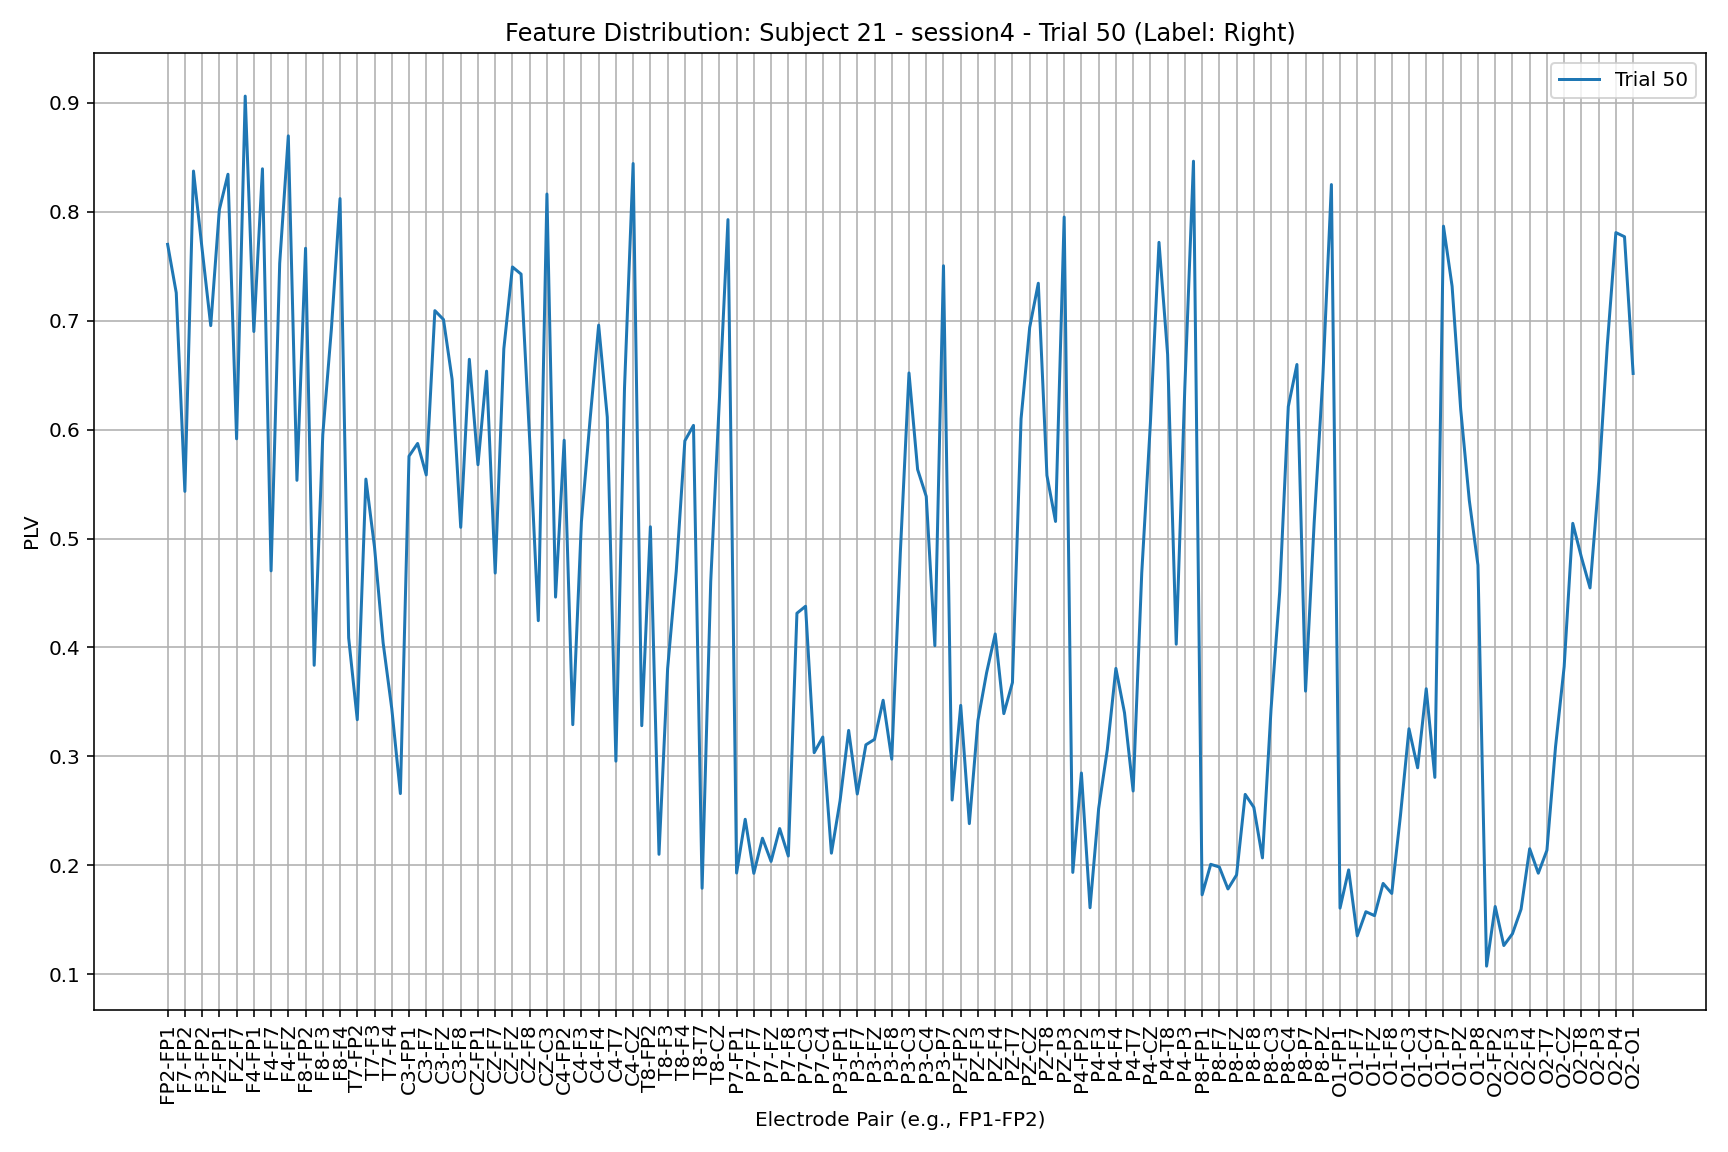 Feature Distribution: Subject 21 - session4 - Trial 50 (Label: Right)
Trial 50
PLV
0.9
0.8
0.7
0.6
0.5
0.4
0.3
0.2
0.1
FP2-FP1
F7-FP2
F3-FP2
FZ-FP1
FZ-F7
F4-FP1
F4-F7
F4-FZ
F8-FP2
F8-F3
F8-F4
T7-FP2
T7-F3
T7-F4
C3-FP1
C3-F7
C3-FZ
C3-F8
CZ-FP1
CZ-F7
CZ-FZ
CZ-F8
CZ-C3
C4-FP2
C4-F3
C4-F4
C4-T7
C4-CZ
T8-FP2
T8-F3
T8-F4
T8-T7
T8-CZ
P7-FP1
P7-F7
P7-FZ
P7-F8
P7-C3
P7-C4
P3-FP1
P3-F7
P3-FZ
P3-F8
P3-C3
P3-C4
P3-P7
PZ-FP2
PZ-F3
PZ-F4
PZ-T7
PZ-CZ
PZ-T8
PZ-P3
P4-FP2
P4-F3
P4-F4
P4-T7
P4-CZ
P4-T8
P4-P3
P8-FP1
P8-F7
P8-FZ
P8-F8
P8-C3
P8-C4
P8-P7
P8-PZ
O1-FP1
O1-F7
O1-FZ
O1-F8
O1-C3
O1-C4
O1-P7
O1-PZ
O1-P8
O2-FP2
O2-F3
O2-F4
O2-T7
O2-CZ
O2-T8
O2-P3
O2-P4
O2-O1
Electrode Pair (e.g., FP1-FP2)